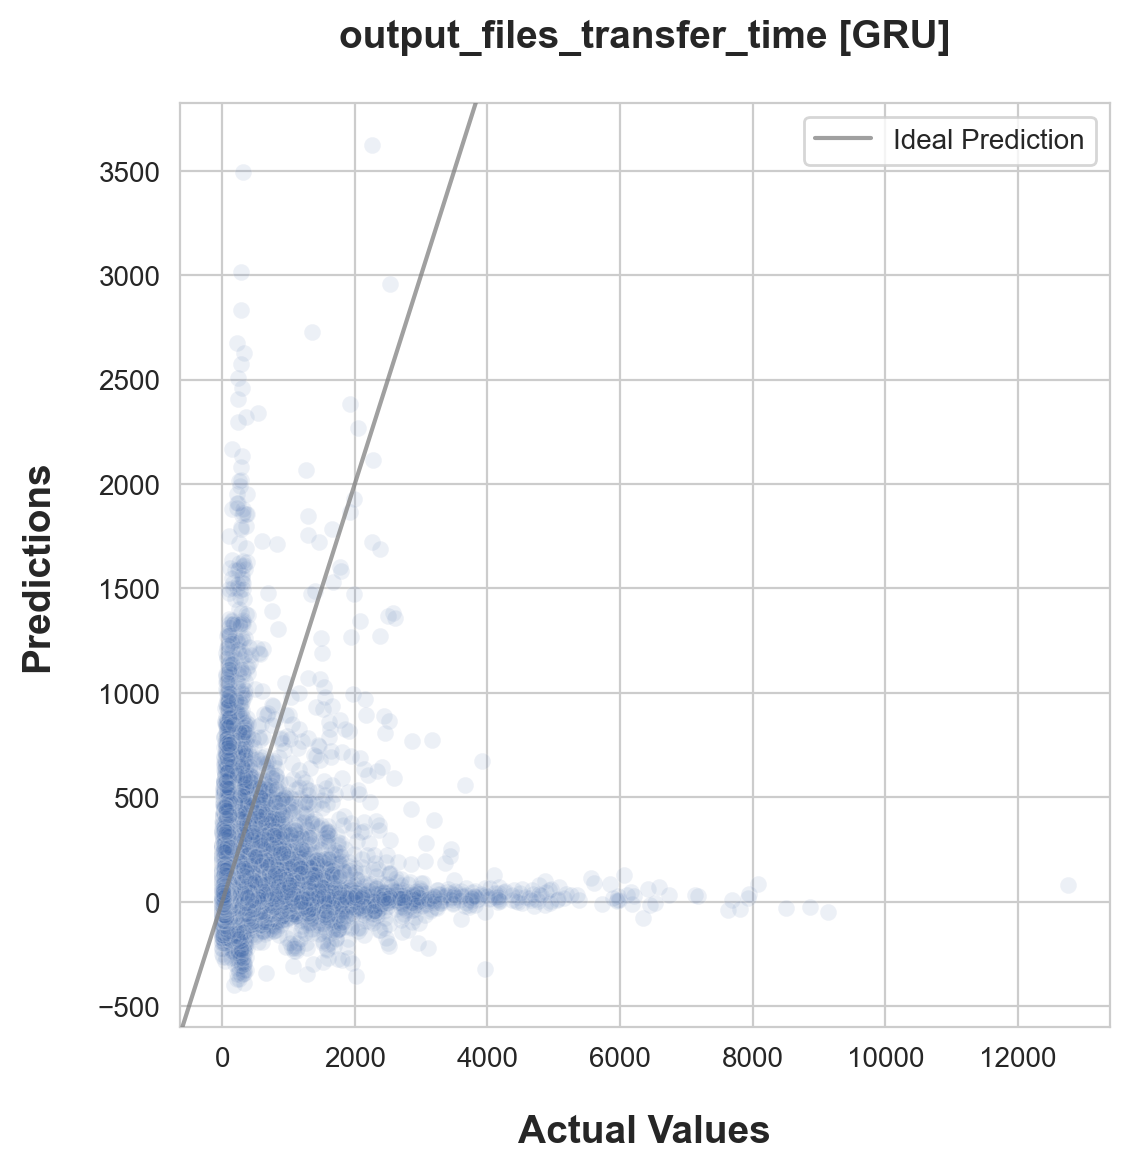 output_files_transfer_time [GRU]
Ideal Prediction
3500
3000
2500
2000
1500
1000
500
0
−500
Predictions
0 2000 4000 6000 8000 10000 12000
Actual Values